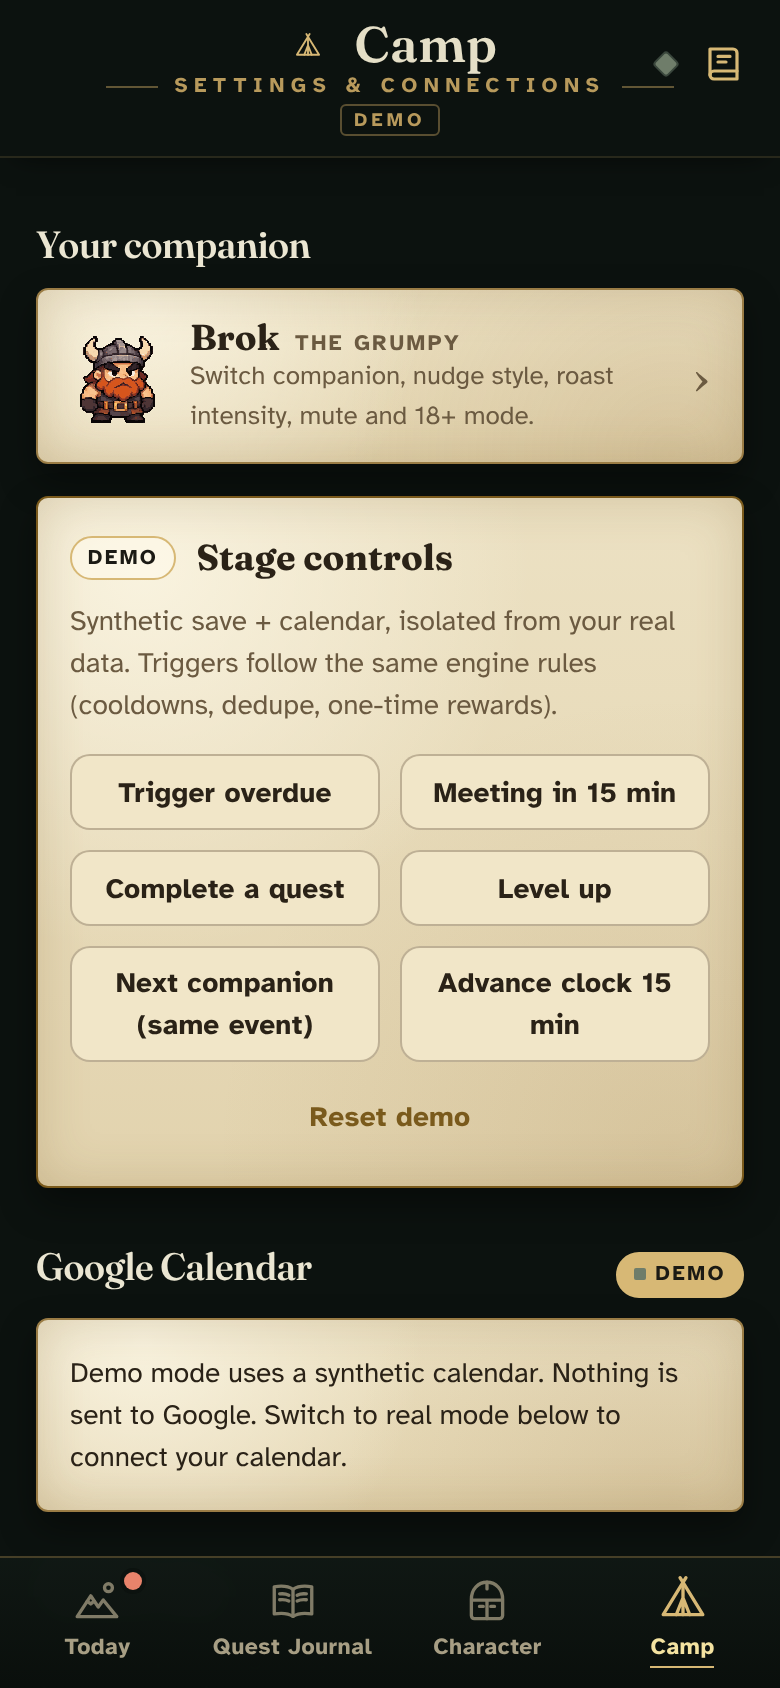 Camp
SETTINGS & CONNECTIONS
DEMO
Your companion
Brok THE GRUMPY
Switch companion, nudge style, roast
intensity, mute and 18+ mode.
DEMO Stage controls
Synthetic save + calendar, isolated from your real
data. Triggers follow the same engine rules
(cooldowns, dedupe, one-time rewards).
Trigger overdue
Meeting in 15 min
Complete a quest
Level up
Next companion
(same event)
Advance clock 15
min
Reset demo
Google Calendar
DEMO
Demo mode uses a synthetic calendar. Nothing is
sent to Google. Switch to real mode below to
connect your calendar.
Today
Quest Journal
Character
Camp